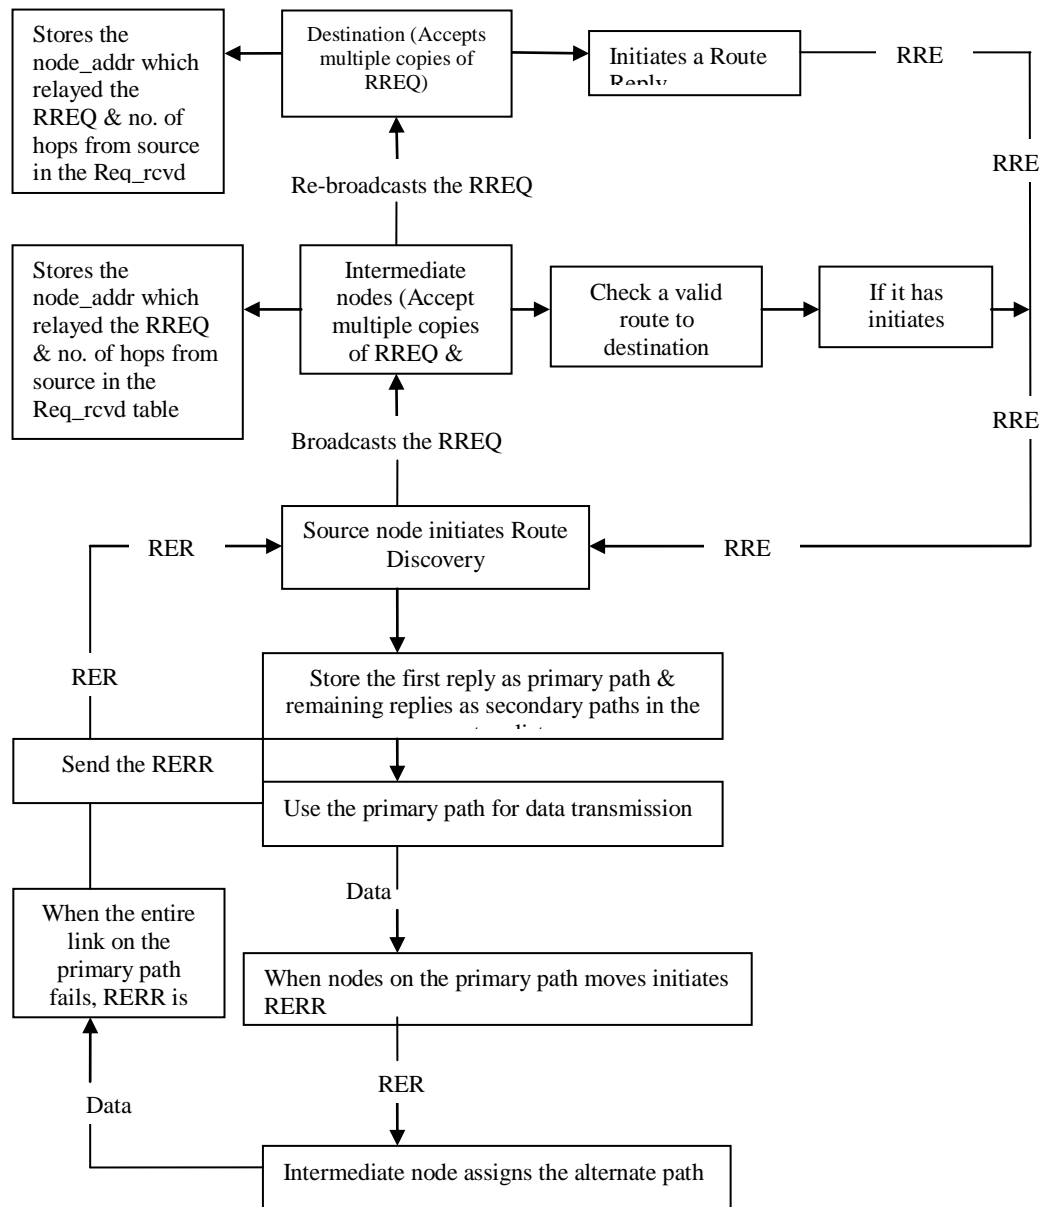 Stores the
node_addr which
relayed the
RREQ & no. of
hops from source
in the Req_rcvd
Destination (Accepts
multiple copies of
RREQ)
Initiates a Route
Reply
RRE
RRE
Re-broadcasts the RREQ
Stores the
node_addr which
relayed the RREQ
& no. of hops from
source in the
Req_rcvd table
Intermediate
nodes (Accept
multiple copies
of RREQ &
Check a valid
route to
destination
If it has
initiates
RRE
Broadcasts the RREQ
Source node initiates Route
Discovery
RER
RRE
RER
Store the first reply as primary path &
remaining replies as secondary paths in the
Send the RERR
Use the primary path for data transmission
Data
When the entire
link on the
primary path
fails, RERR is
When nodes on the primary path moves initiates
RERR
RER
Data
Intermediate node assigns the alternate path